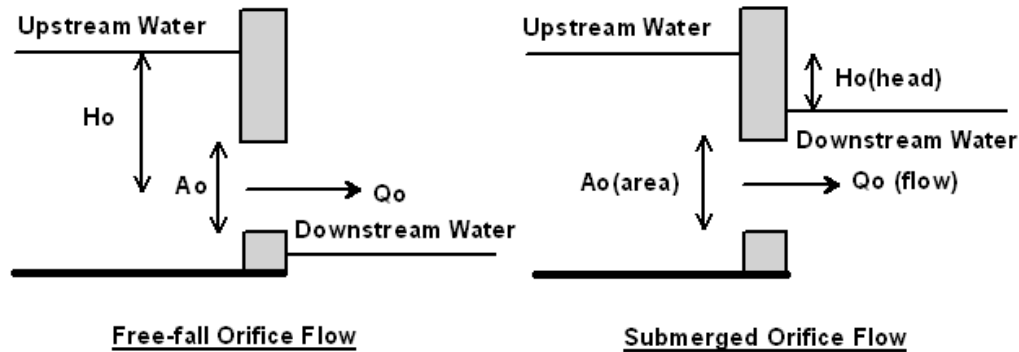 Upstream Water
Ho
Ao
Qo
Downstream Water
Free-fall Orifice Flow
Upstream Water
Ho(head)
Downstream Water
Ao(area)
Qo (flow)
Submerged Orifice Flow